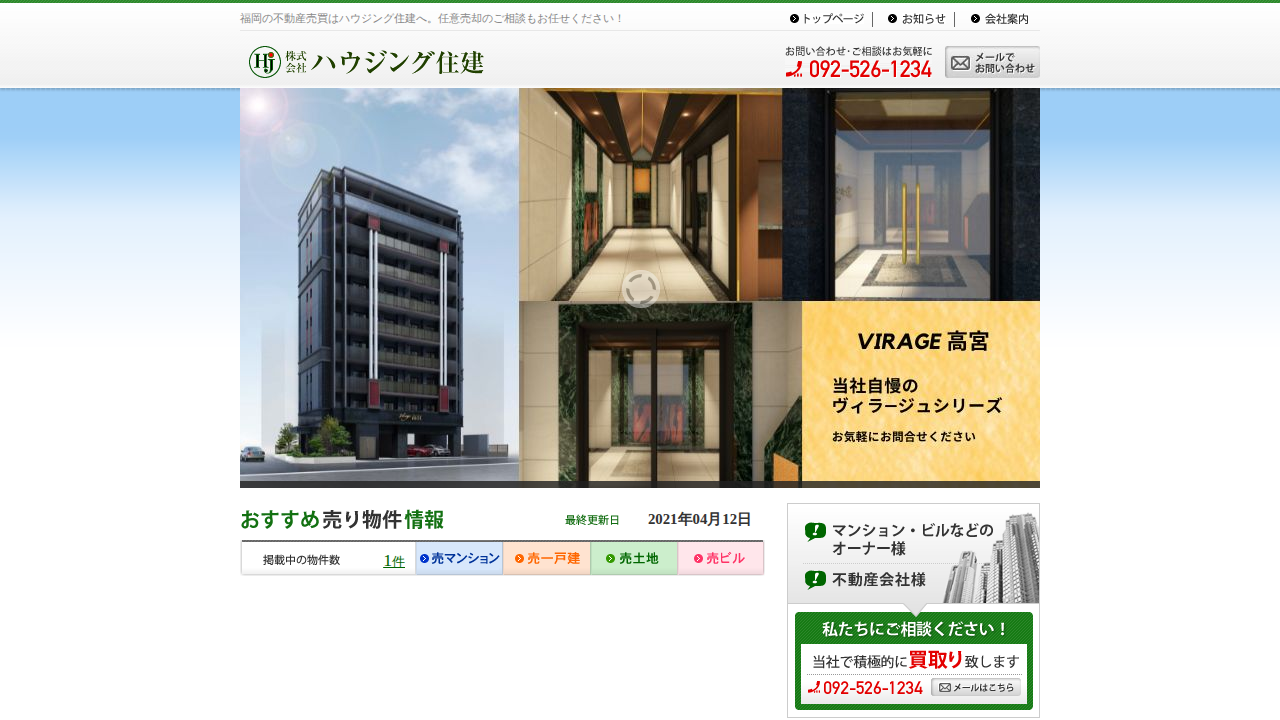 福岡の不動産売買はハウジング住建へ。任意売却のご相談もお任せください！
トップページ
お知らせ
会社案内
HJ 株式会社 ハウジング住建
お問い合わせ・ご相談はお気軽に
092-526-1234
メールで
お問い合わせ
VIRAGE 高宮
当社自慢の
ヴィラージュシリーズ
お気軽にお問合せください
おすすめ売り物件情報
最終更新日
2021年04月12日
掲載中の物件数
1件
売マンション
売一戸建
売土地
売ビル
マンション・ビルなどの
オーナー様
不動産会社様
私たちにご相談ください！
当社で積極的に買取り致します
092-526-1234
メールはこちら